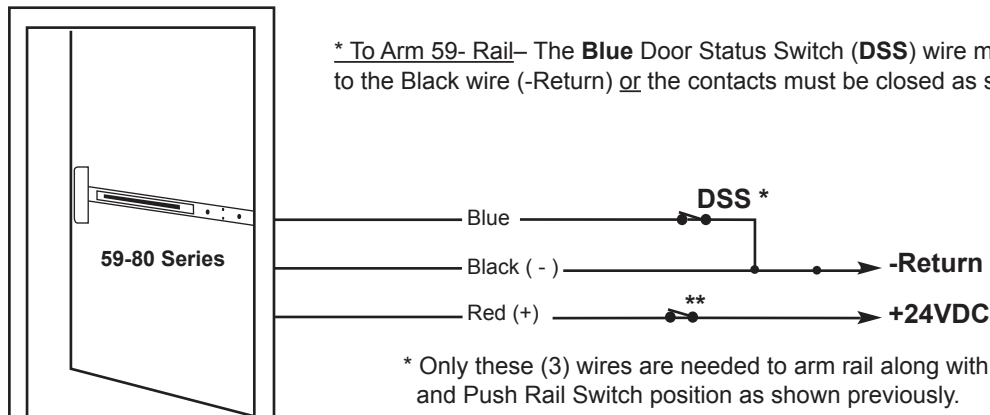 * To Arm 59- Rail– The Blue Door Status Switch (DSS) wire
to the Black wire (-Return) or the contacts must be closed as
DSS *
Blue
59-80 Series
Black ( - )
-Return
**
Red (+)
+24VDC
* Only these (3) wires are needed to arm rail along with
and Push Rail Switch position as shown previously.